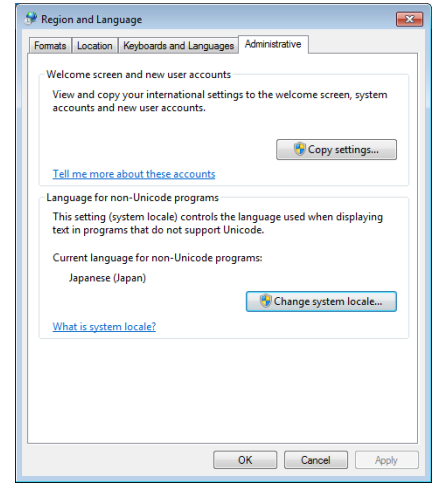 Region and Language
Formats Location Keyboards and Languages Administrative
Welcome screen and new user accounts
View and copy your international settings to the welcome screen, system
accounts and new user accounts.
Copy settings...
Tell me more about these accounts
Language for non-Unicode programs
This setting (system locale) controls the language used when displaying
text in programs that do not support Unicode.
Current language for non-Unicode programs:
Japanese (Japan)
Change system locale...
What is system locale?
OK Cancel Apply